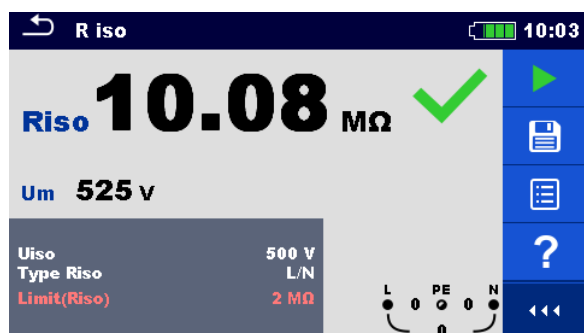 R iso 10:03
Riso 10.08 MΩ
Um 525 V
Uiso 500 V
Type Riso L/N
Limit(Riso) 2 MΩ
L PE N
0 0
0
?